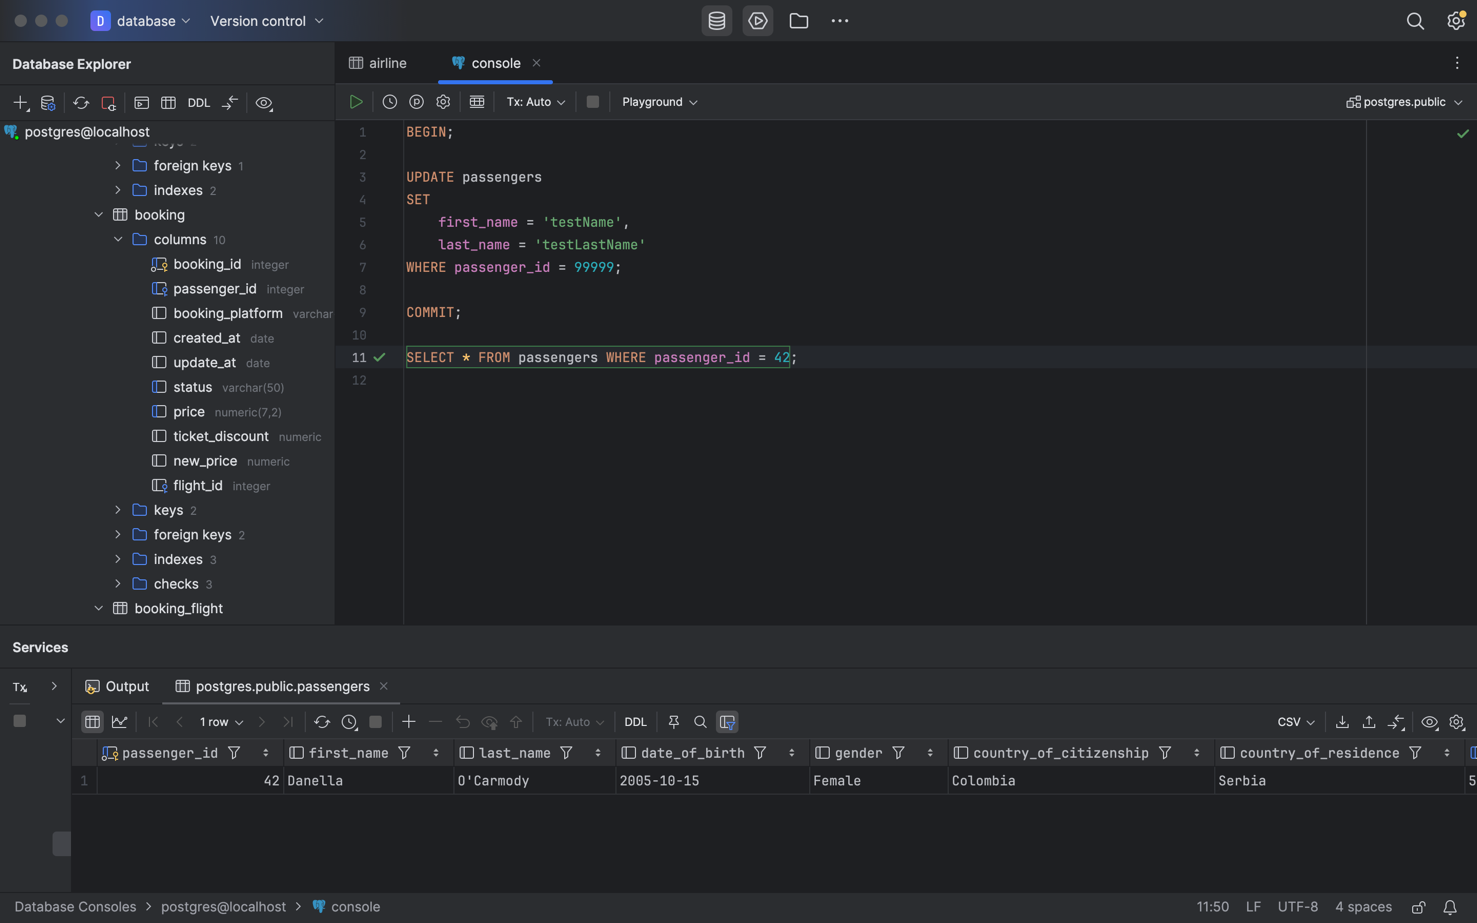 D database Version control
Database Explorer
airline console
DDL
Tx: Auto Playground postgres.public
postgres@localhost
keys
foreign keys 1
indexes 2
booking
columns 10
booking_id integer
passenger_id integer
booking_platform varchar
created_at date
update_at date
status varchar(50)
price numeric(7,2)
ticket_discount numeric
new_price numeric
flight_id integer
keys 2
foreign keys 2
indexes 3
checks 3
booking_flight
1 BEGIN;
2
3 UPDATE passengers
4 SET
5 first_name = 'testName',
6 last_name = 'testLastName'
7 WHERE passenger_id = 99999;
8
9 COMMIT;
10
11 SELECT * FROM passengers WHERE passenger_id = 42;
12
Services
Tx Output postgres.public.passengers
1 row Tx: Auto DDL CSV
passenger_id first_name last_name date_of_birth gender country_of_citizenship country_of_residence
1 42 Danella O'Carmody 2005-10-15 Female Colombia Serbia 5
Database Consoles > postgres@localhost > console 11:50 LF UTF-8 4 spaces